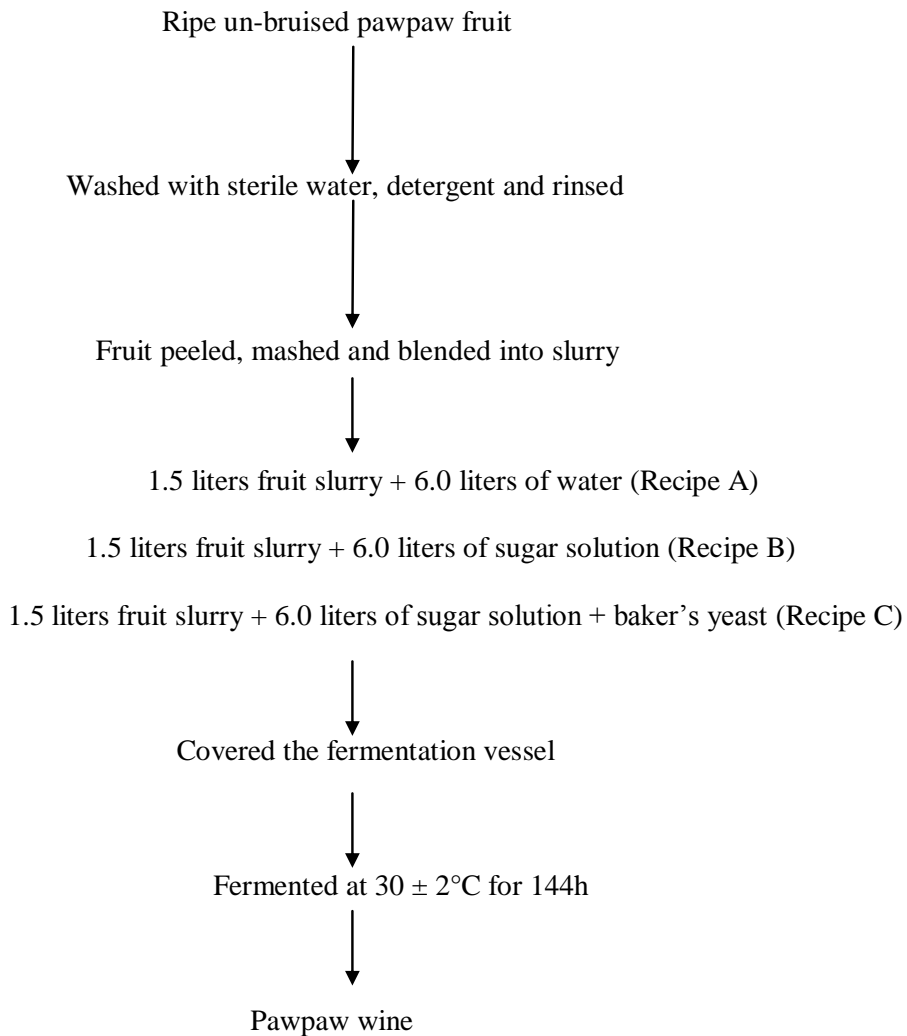 Ripe un-bruised pawpaw fruit
Washed with sterile water, detergent and rinsed
Fruit peeled, mashed and blended into slurry
1.5 liters fruit slurry + 6.0 liters of water (Recipe A)
1.5 liters fruit slurry + 6.0 liters of sugar solution (Recipe B)
1.5 liters fruit slurry + 6.0 liters of sugar solution + baker’s yeast (Recipe C)
Covered the fermentation vessel
Fermented at 30 ± 2°C for 144h
Pawpaw wine